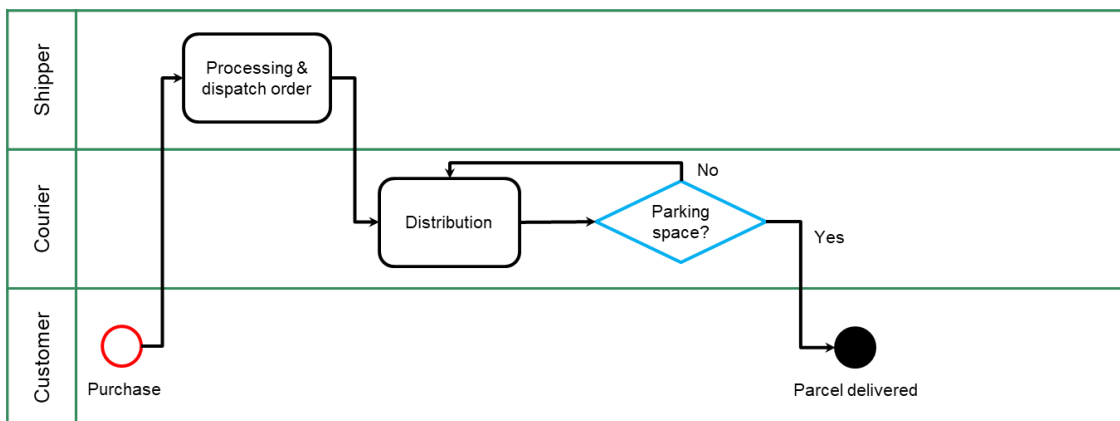 Shipper
Processing &
dispatch order
Courier
Distribution
No
Parking
space?
Yes
Customer
Purchase
Parcel delivered